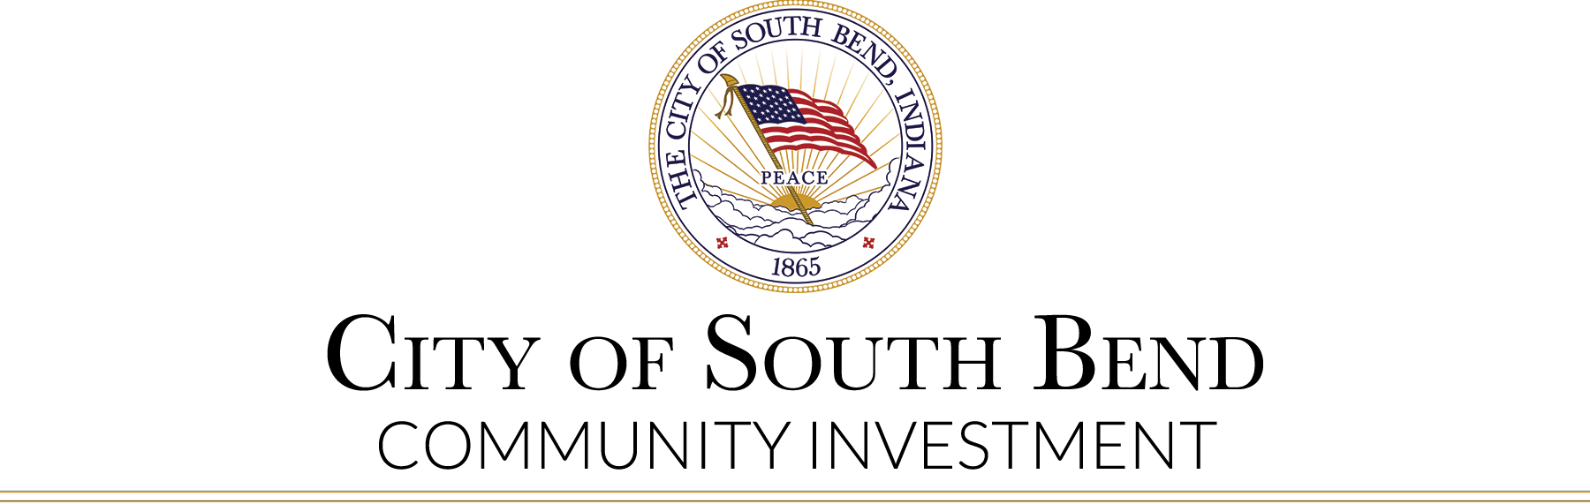 THE CITY OF SOUTH BEND, INDIANA
PEACE
1865
CITY OF SOUTH BEND
COMMUNITY INVESTMENT